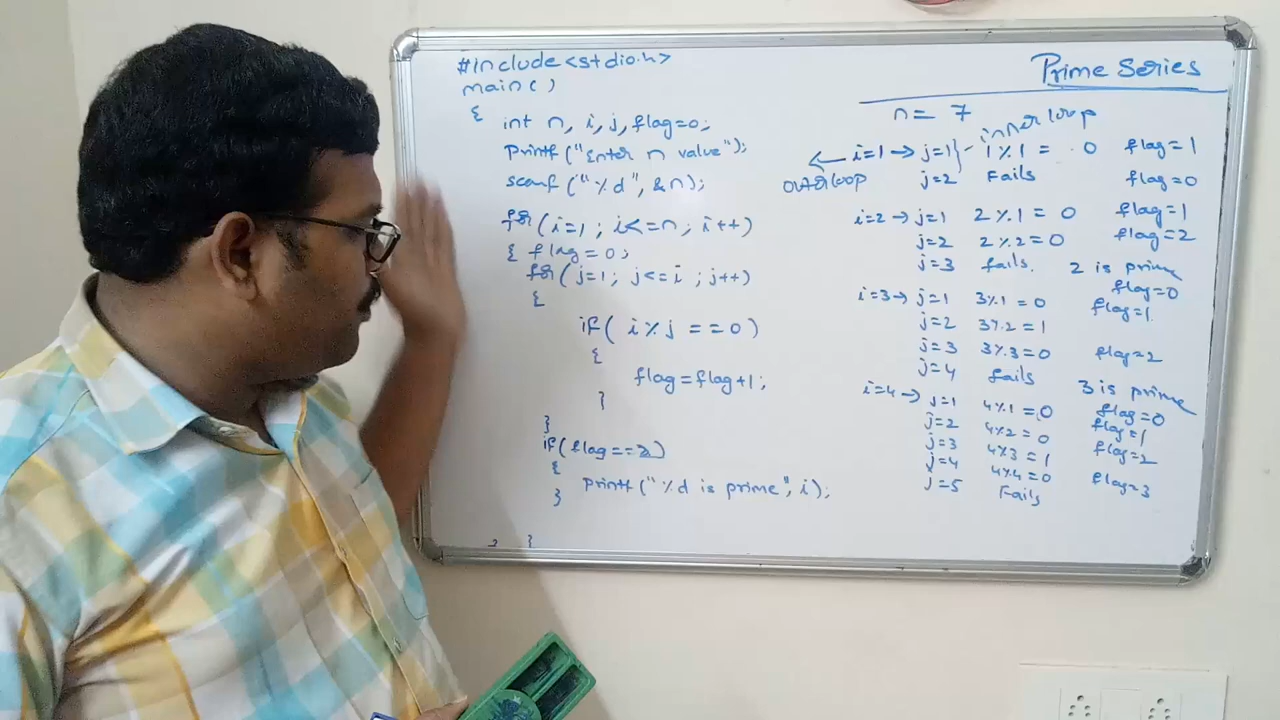 #include<stdio.h>
main()
{
int n, i, j, flag=0;
printf("Enter n value");
scanf("%d", &n);
for(i=1; i<=n; i++)
{ flag=0;
for(j=1; j<=i ; j++)
{
if( i%j ==0)
{
flag=flag+1;
}
}
if(flag==2)
{
printf("%d is prime", i);
}
} }
Prime Series
n= 7
inner loop
i=1 → j=1 } - 1%1 = 0 flag=1
outerloop j=2 Fails flag=0
i=2 → j=1 2%1 = 0 flag=1
j=2 2%2=0 flag=2
j=3 fails. 2 is prime
flag=0
i=3 → j=1 3%1=0 flag=1
j=2 3%2=1
j=3 3%3=0 flag=2
j=4 fails 3 is prime
i=4 → j=1 4%1=0 flag=0
j=2 4%2=0 flag=1
j=3 4%3=1 flag=2
j=4 4%4=0 flag=3
j=5 Fails